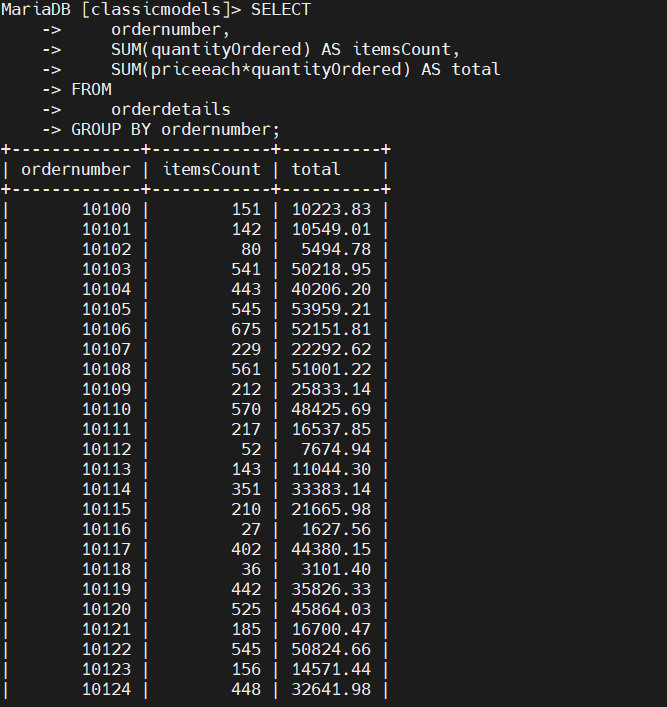 MariaDB [classicmodels]> SELECT
    ->     ordernumber,
    ->     SUM(quantityOrdered) AS itemsCount,
    ->     SUM(priceeach*quantityOrdered) AS total
    -> FROM
    ->     orderdetails
    -> GROUP BY ordernumber;
+-------------+------------+----------+
| ordernumber | itemsCount | total    |
+-------------+------------+----------+
|       10100 |        151 | 10223.83 |
|       10101 |        142 | 10549.01 |
|       10102 |         80 |  5494.78 |
|       10103 |        541 | 50218.95 |
|       10104 |        443 | 40206.20 |
|       10105 |        545 | 53959.21 |
|       10106 |        675 | 52151.81 |
|       10107 |        229 | 22292.62 |
|       10108 |        561 | 51001.22 |
|       10109 |        212 | 25833.14 |
|       10110 |        570 | 48425.69 |
|       10111 |        217 | 16537.85 |
|       10112 |         52 |  7674.94 |
|       10113 |        143 | 11044.30 |
|       10114 |        351 | 33383.14 |
|       10115 |        210 | 21665.98 |
|       10116 |         27 |  1627.56 |
|       10117 |        402 | 44380.15 |
|       10118 |         36 |  3101.40 |
|       10119 |        442 | 35826.33 |
|       10120 |        525 | 45864.03 |
|       10121 |        185 | 16700.47 |
|       10122 |        545 | 50824.66 |
|       10123 |        156 | 14571.44 |
|       10124 |        448 | 32641.98 |